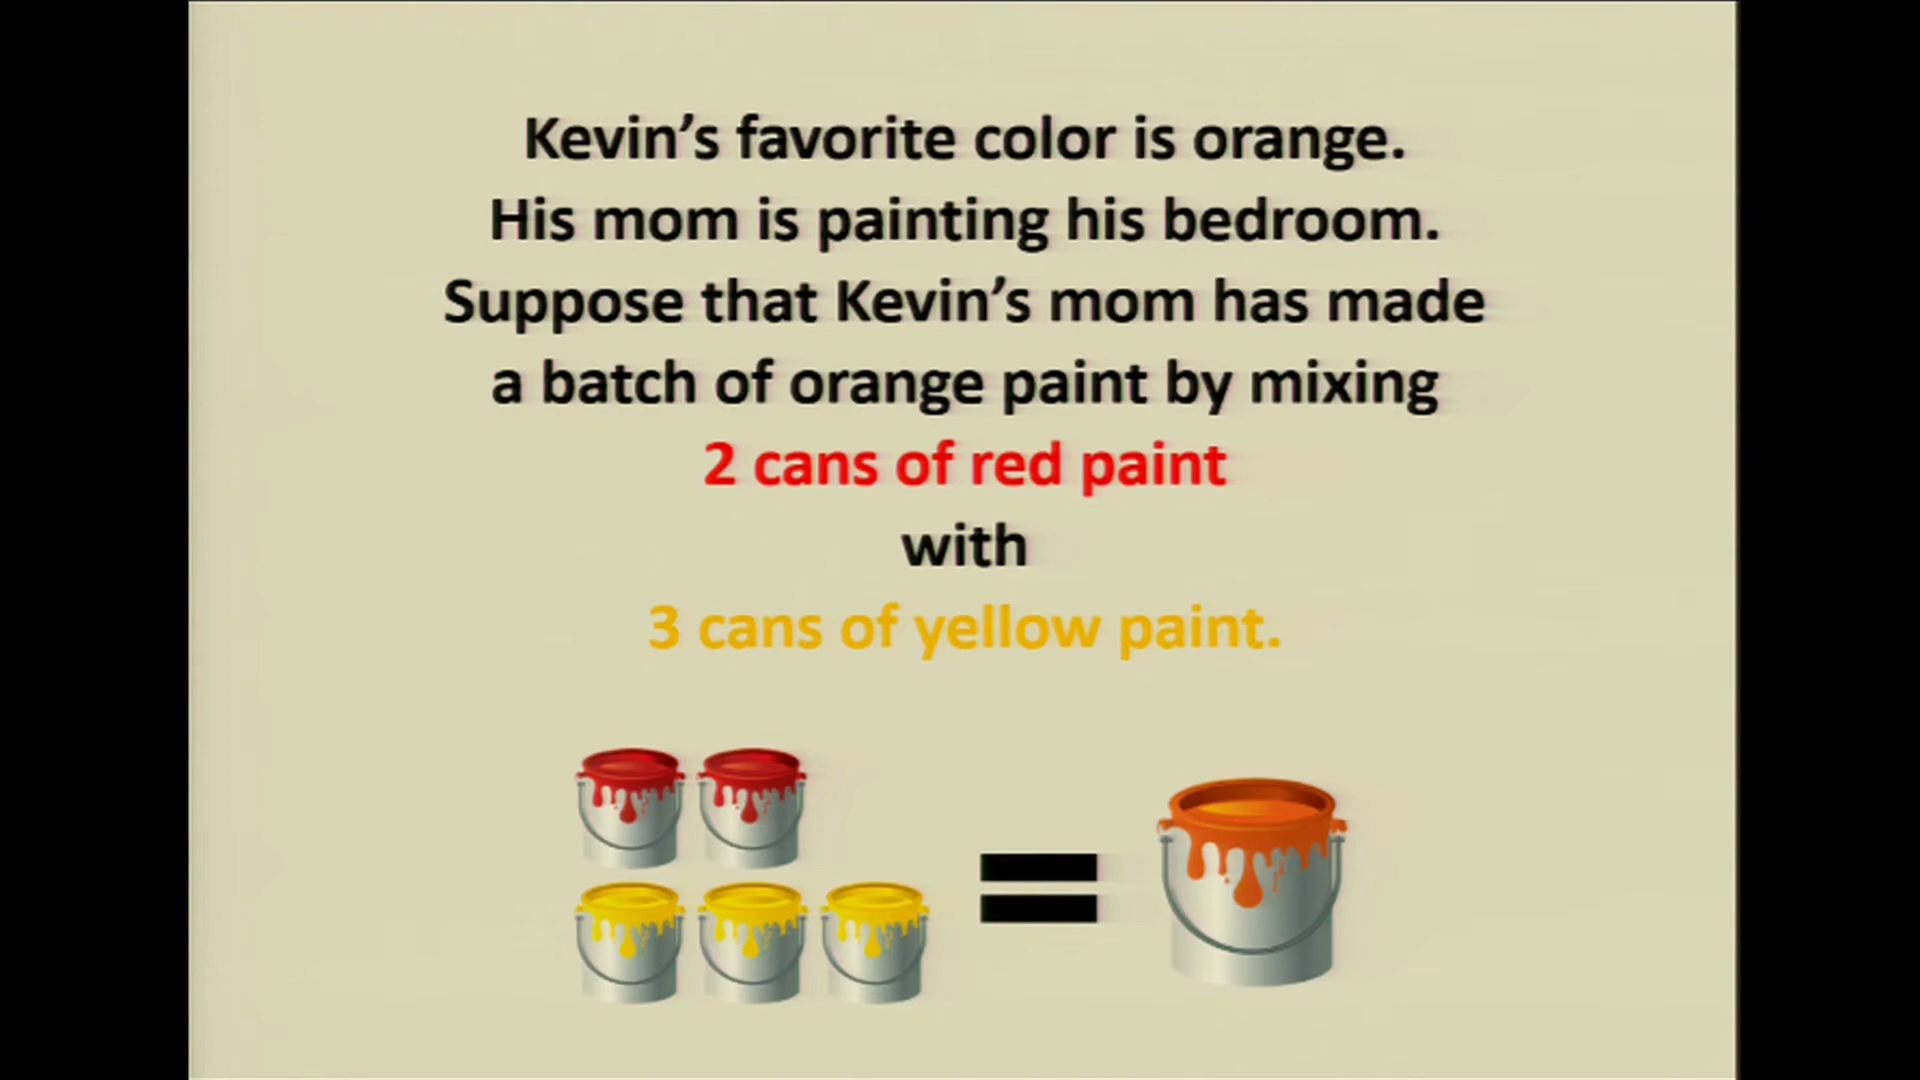 Kevin’s favorite color is orange.
His mom is painting his bedroom.
Suppose that Kevin’s mom has made
a batch of orange paint by mixing
2 cans of red paint
with
3 cans of yellow paint.